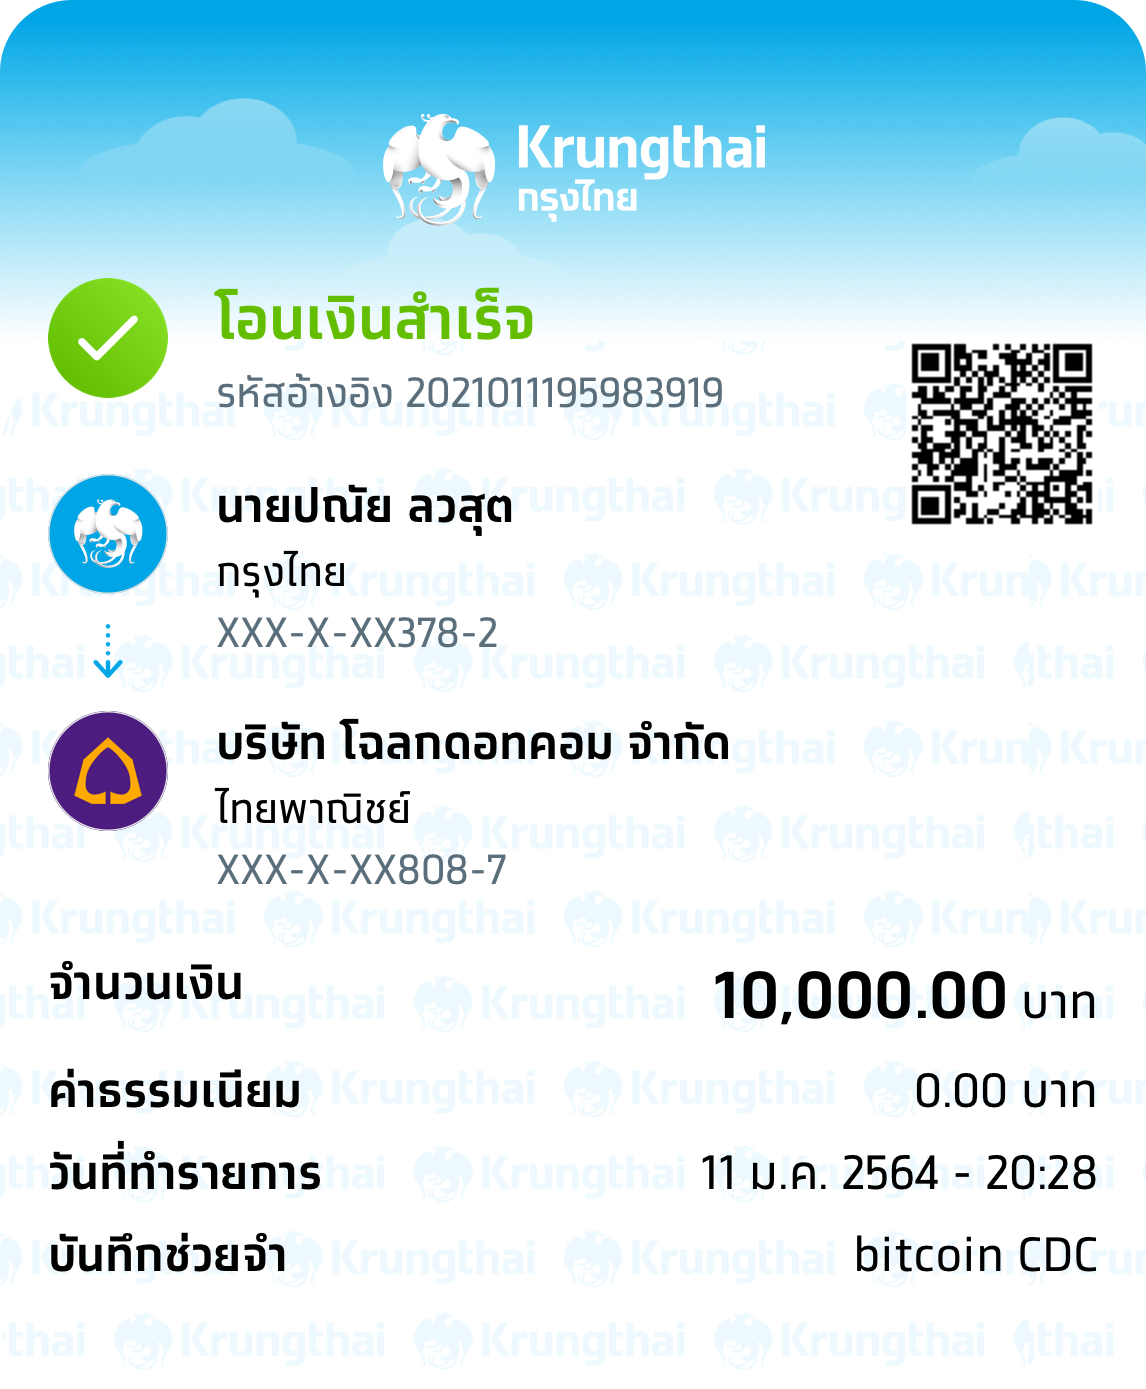 Krungthai
กรุงไทย
โอนเงินสำเร็จ
รหัสอ้างอิง 2021011195983919
นายปณัย ลวสุต
กรุงไทย
XXX-X-XX378-2
บริษัท โฉลกดอทคอม จำกัด
ไทยพาณิชย์
XXX-X-XX808-7
จำนวนเงิน 10,000.00 บาท
ค่าธรรมเนียม 0.00 บาท
วันที่ทำรายการ 11 ม.ค. 2564 - 20:28
บันทึกช่วยจำ bitcoin CDC